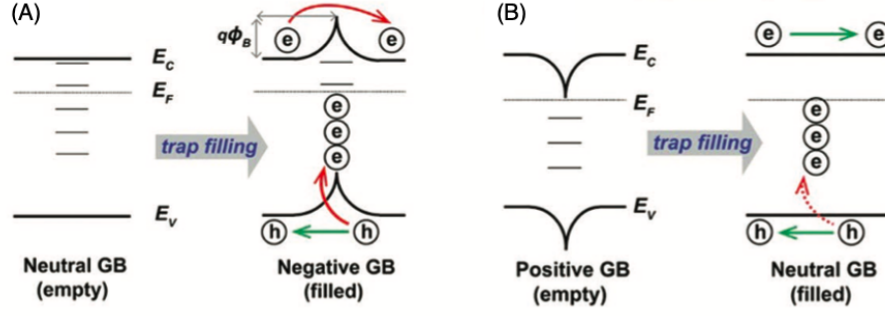 (A)
qϕB
e
e
EC
EF
e
e
e
trap filling
EV
h
h
Neutral GB
(empty)
Negative GB
(filled)
(B)
e
e
EC
EF
e
e
e
trap filling
EV
h
h
Positive GB
(empty)
Neutral GB
(filled)